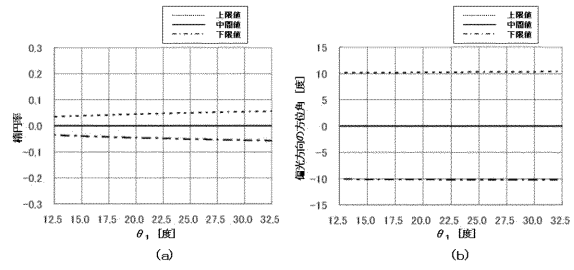 上限値
中間値
下限値
上限値
中間値
下限値
楕円率
0.3
0.2
0.1
0.0
-0.1
-0.2
-0.3
12.5 15.0 17.5 20.0 22.5 25.0 27.5 30.0 32.5
θ1 [度]
(a)
偏光方向の方位角 [度]
15
10
5
0
-5
-10
-15
12.5 15.0 17.5 20.0 22.5 25.0 27.5 30.0 32.5
θ1 [度]
(b)